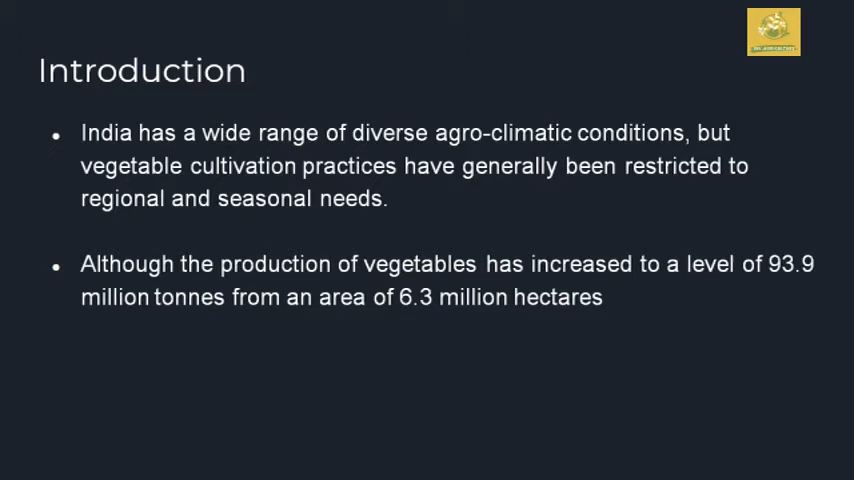 Introduction
• India has a wide range of diverse agro-climatic conditions, but
vegetable cultivation practices have generally been restricted to
regional and seasonal needs.
• Although the production of vegetables has increased to a level of 93.9
million tonnes from an area of 6.3 million hectares